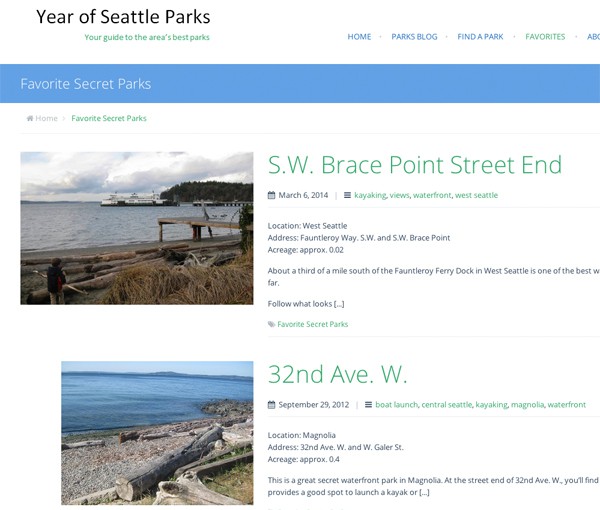 Year of Seattle Parks
Your guide to the area's best parks
HOME • PARKS BLOG • FIND A PARK • FAVORITES •
Favorite Secret Parks
Home › Favorite Secret Parks
S.W. Brace Point Street End
March 6, 2014 | kayaking, views, waterfront, west seattle
Location: West Seattle
Address: Fauntleroy Way. S.W. and S.W. Brace Point
Acreage: approx. 0.02
About a third of a mile south of the Fauntleroy Ferry Dock in West Seattle is one of the best
far.
Follow what looks [...]
Favorite Secret Parks
32nd Ave. W.
September 29, 2012 | boat launch, central seattle, kayaking, magnolia, waterfront
Location: Magnolia
Address: 32nd Ave. W. and W. Galer St.
Acreage: approx. 0.4
This is a great secret waterfront park in Magnolia. At the street end of 32nd Ave. W., you'll find
provides a good spot to launch a kayak or [...]